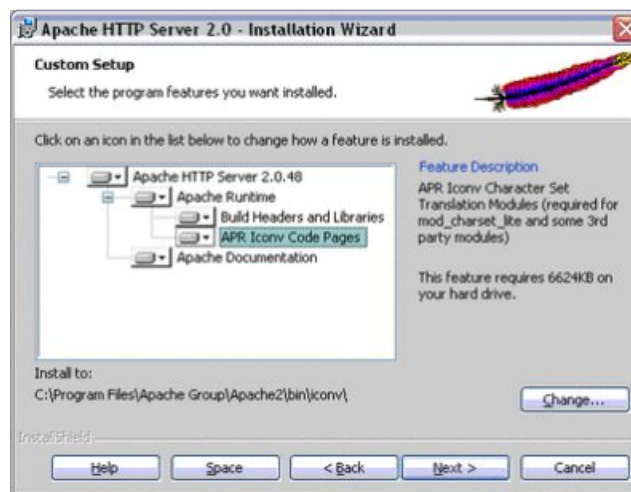 Apache HTTP Server 2.0 - Installation Wizard
Custom Setup
Select the program features you want installed.
Click on an icon in the list below to change how a feature is installed.
Apache HTTP Server 2.0.48
Apache Runtime
Build Headers and Libraries
APR Iconv Code Pages
Apache Documentation
Feature Description
APR Iconv Character Set
Translation Modules (required for
mod_charset_lite and some 3rd
party modules)
This feature requires 6624KB on
your hard drive.
Install to:
C:\Program Files\Apache Group\Apache2\bin\iconv\
Change...
InstallShield
Help
Space
< Back
Next >
Cancel